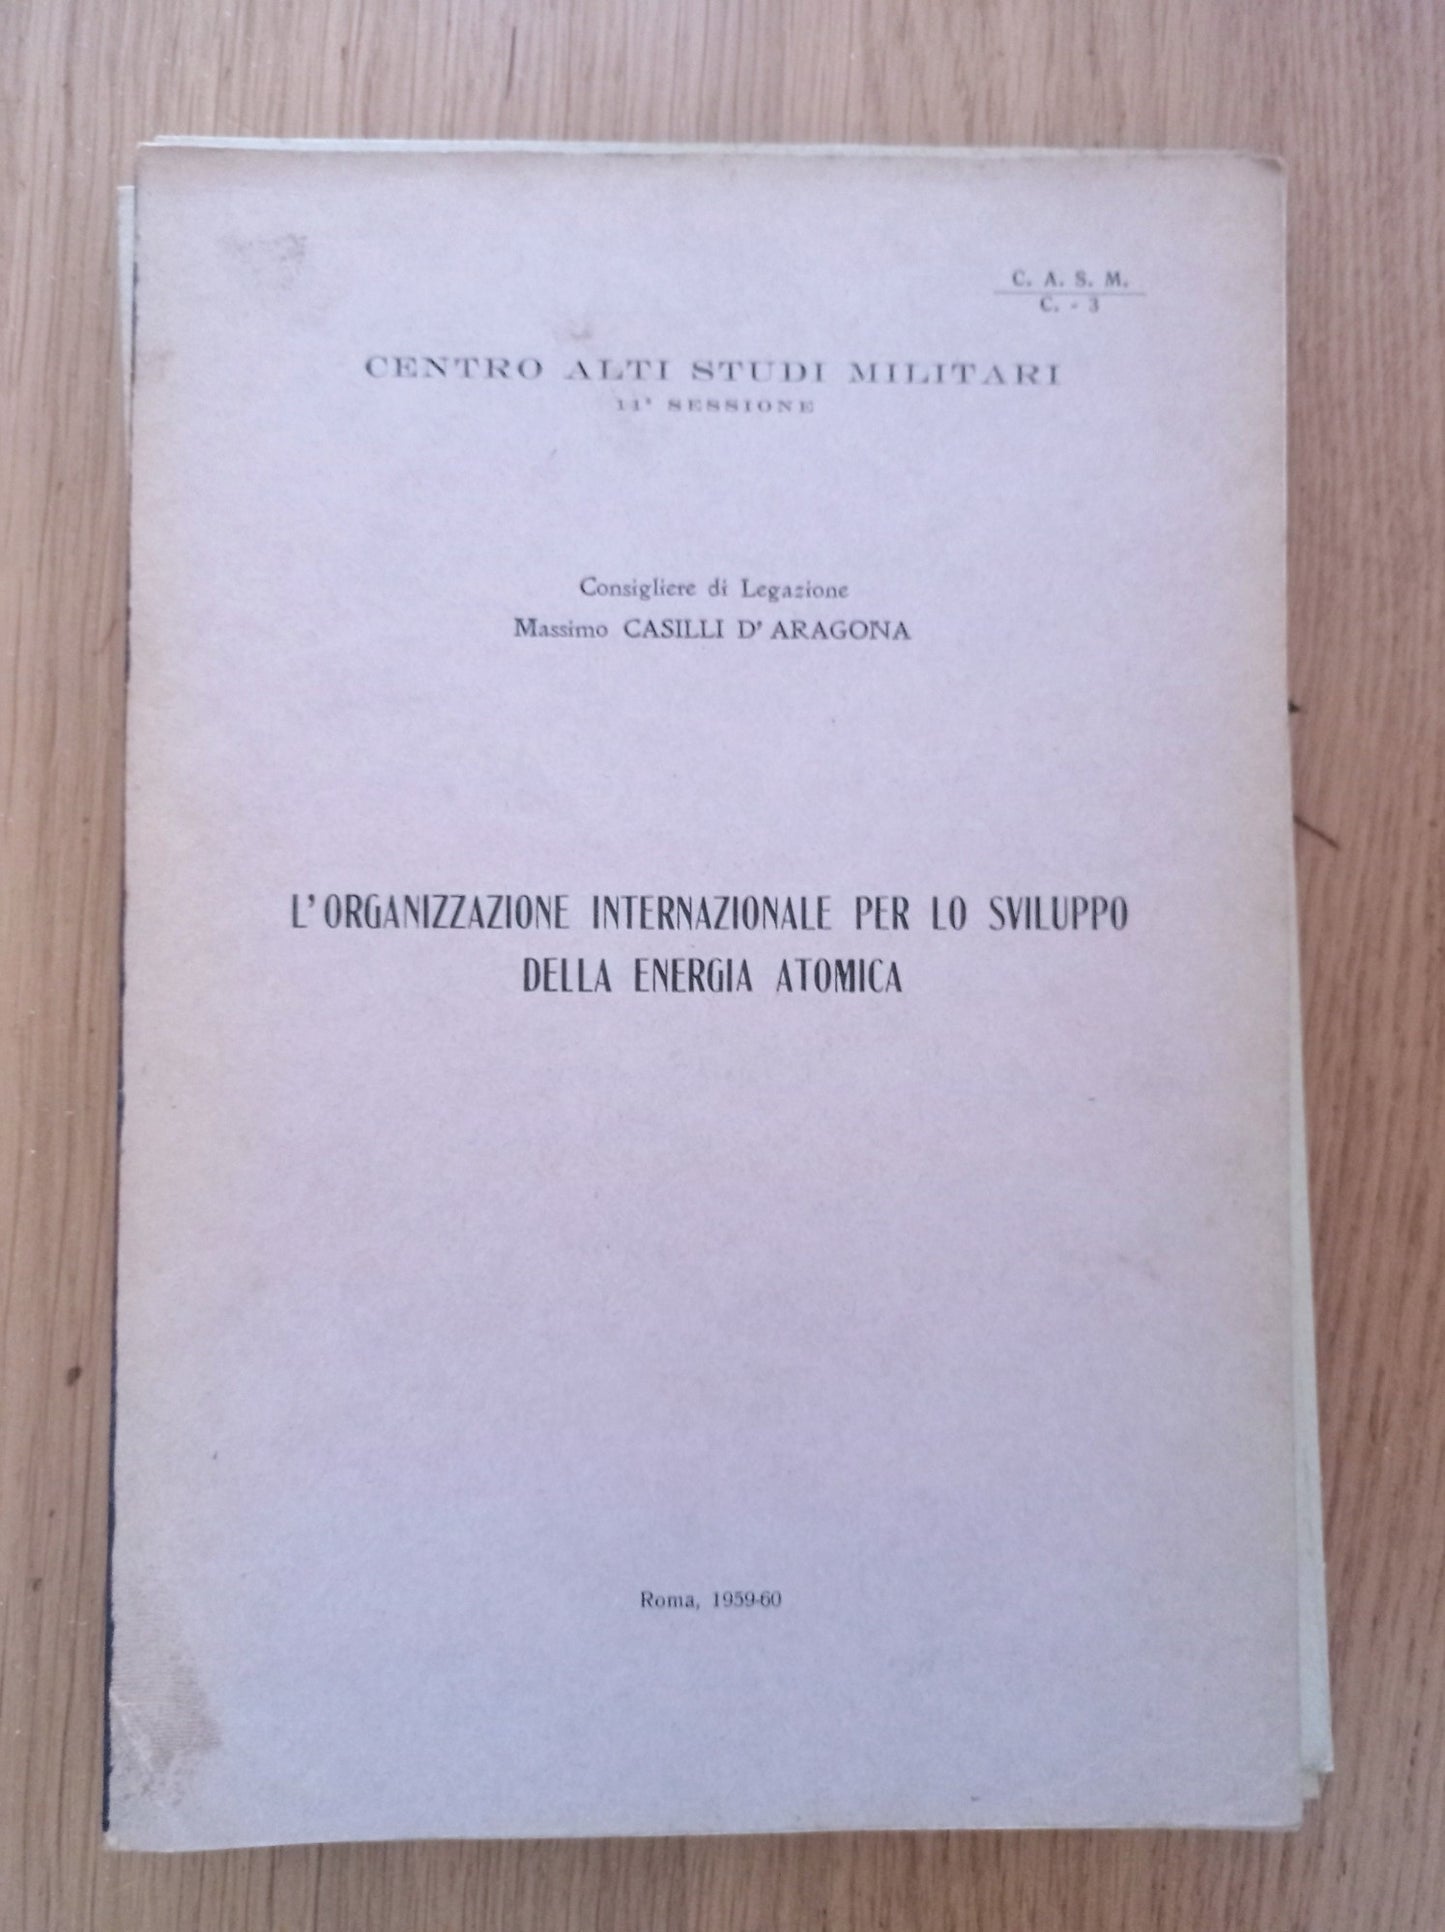 C. A. S. M.
C. - 3
CENTRO ALTI STUDI MILITARI
11ª SESSIONE
Consigliere di Legazione
Massimo CASILLI D' ARAGONA
L' ORGANIZZAZIONE INTERNAZIONALE PER LO SVILUPPO
DELLA ENERGIA ATOMICA
Roma, 1959-60